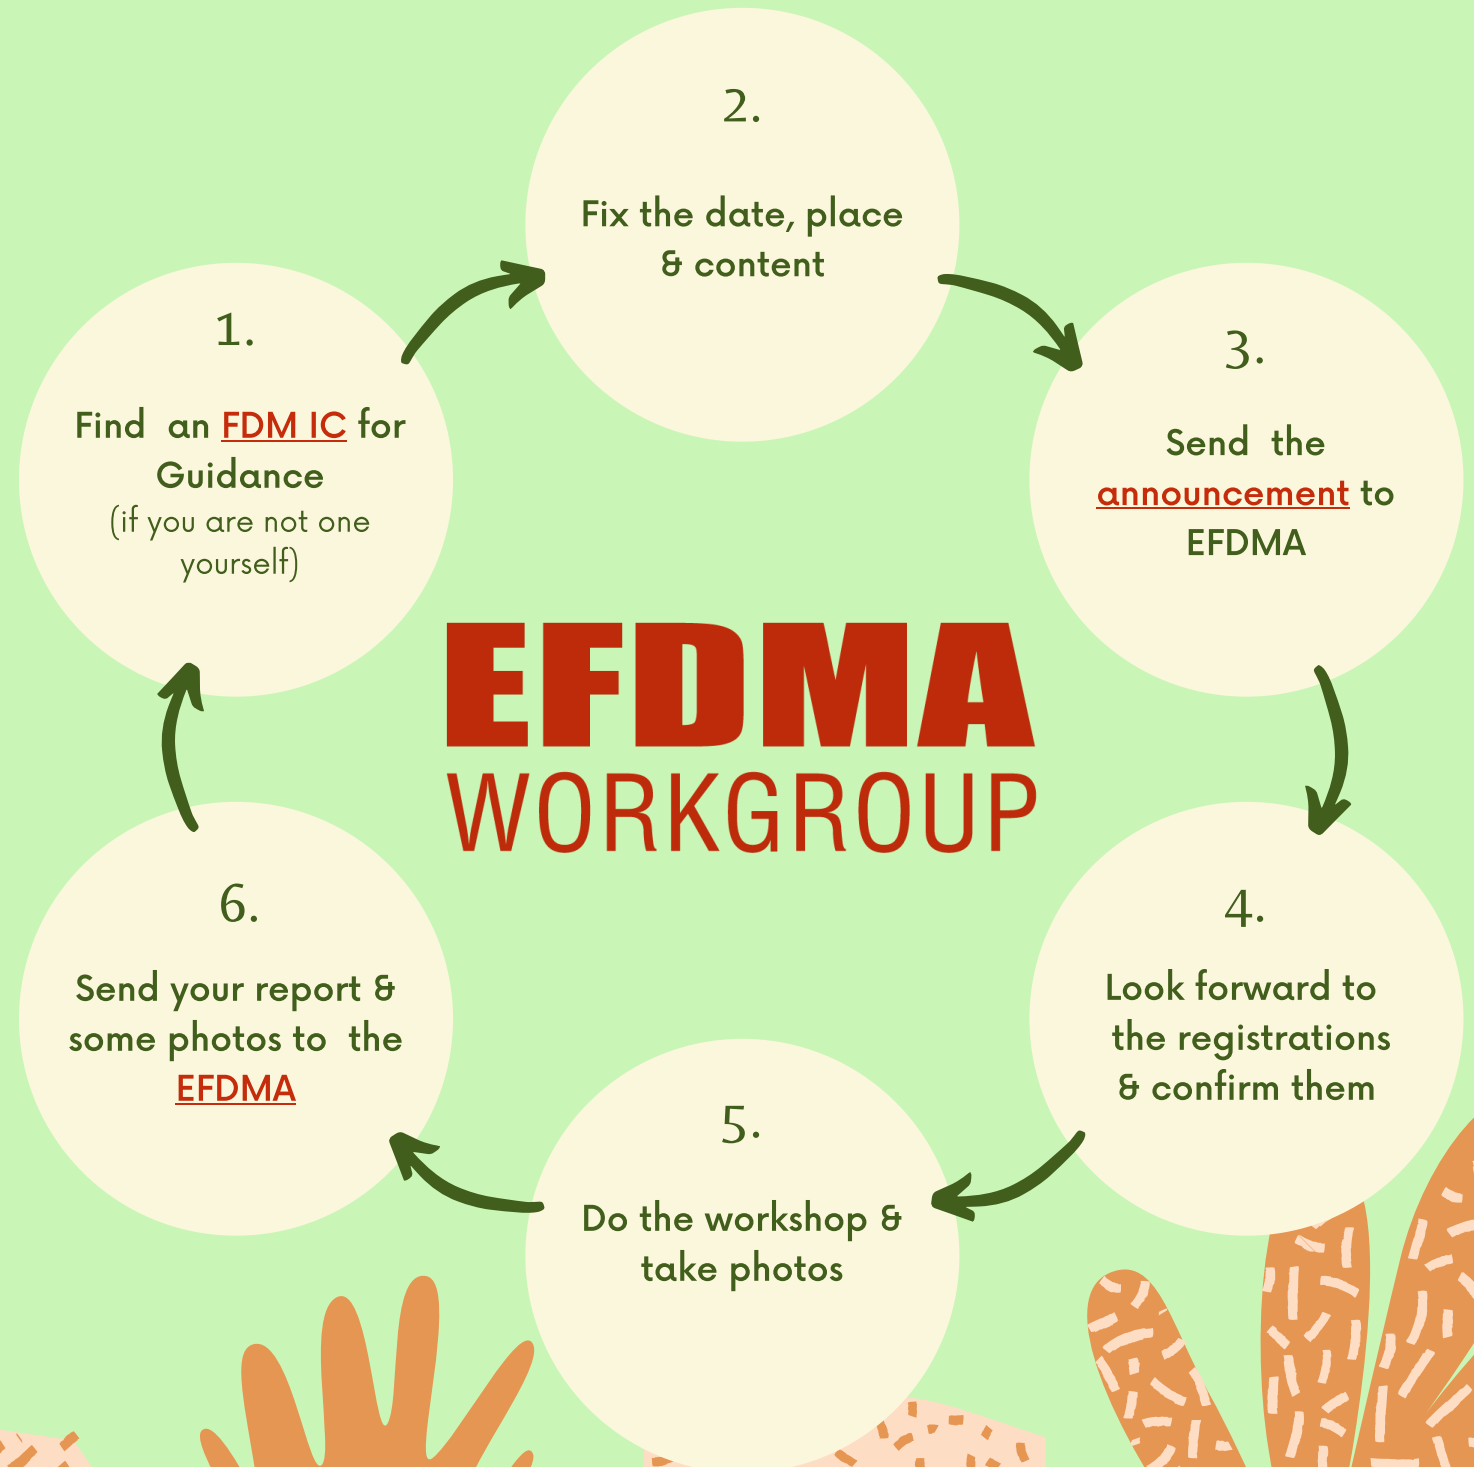 1.
Find an FDM IC for
Guidance
(if you are not one
yourself)
2.
Fix the date, place
& content
3.
Send the
announcement to
EFDMA
4.
Look forward to
the registrations
& confirm them
5.
Do the workshop &
take photos
6.
Send your report &
some photos to the
EFDMA
EFDMA
WORKGROUP